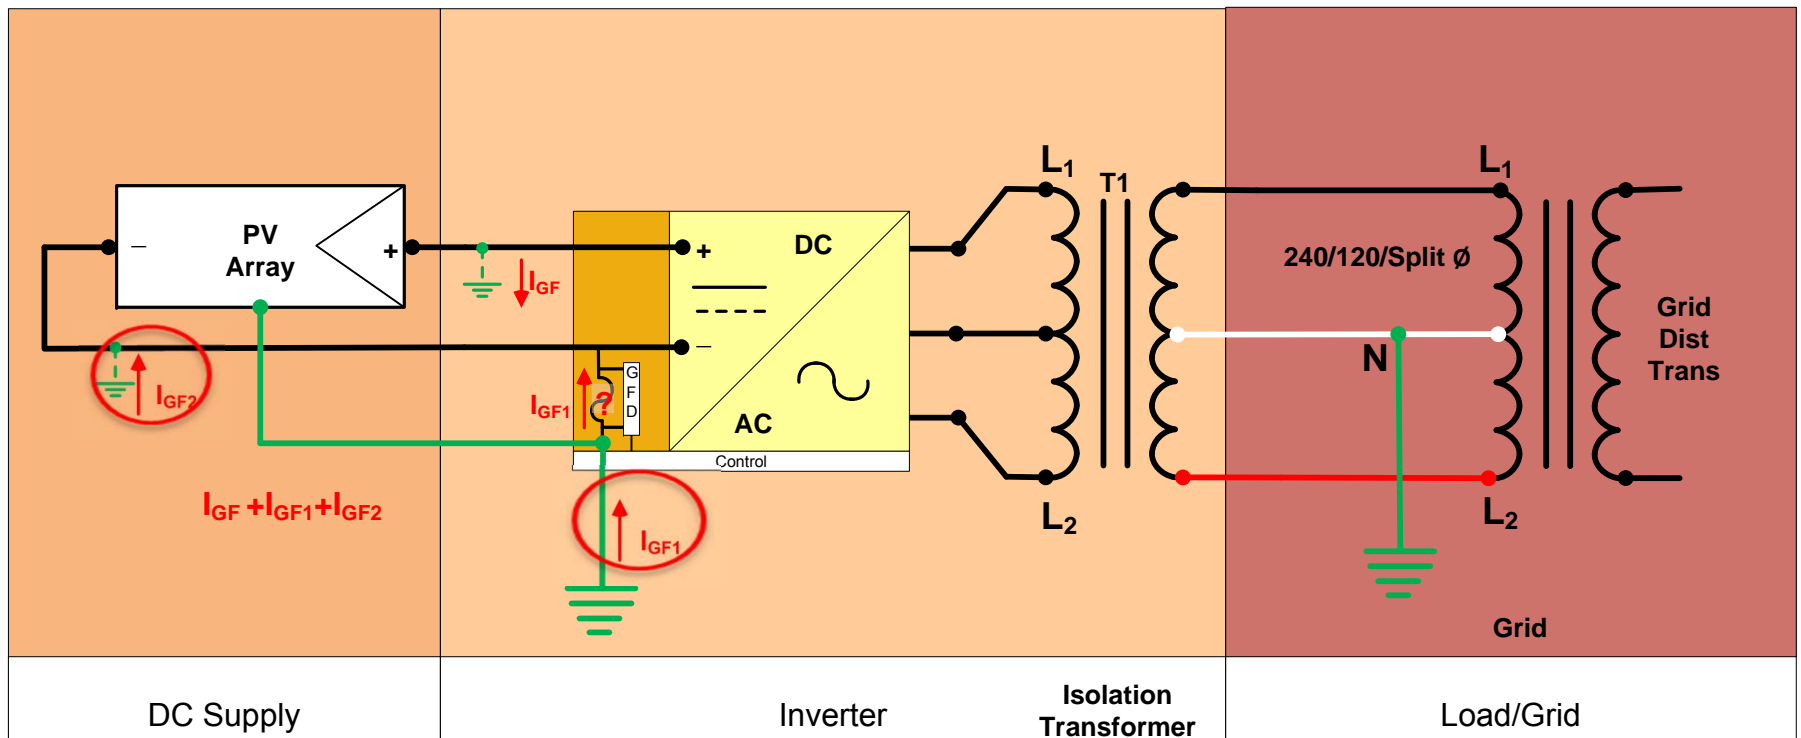 L1
T1
L1
PV
Array
−
+
IGF
+
DC
−
AC
G
F
D
?
IGF1
Control
IGF2
240/120/Split Ø
N
Grid
Dist
Trans
IGF +IGF1+IGF2
IGF1
L2
L2
Grid
DC Supply
Inverter
Isolation
Transformer
Load/Grid